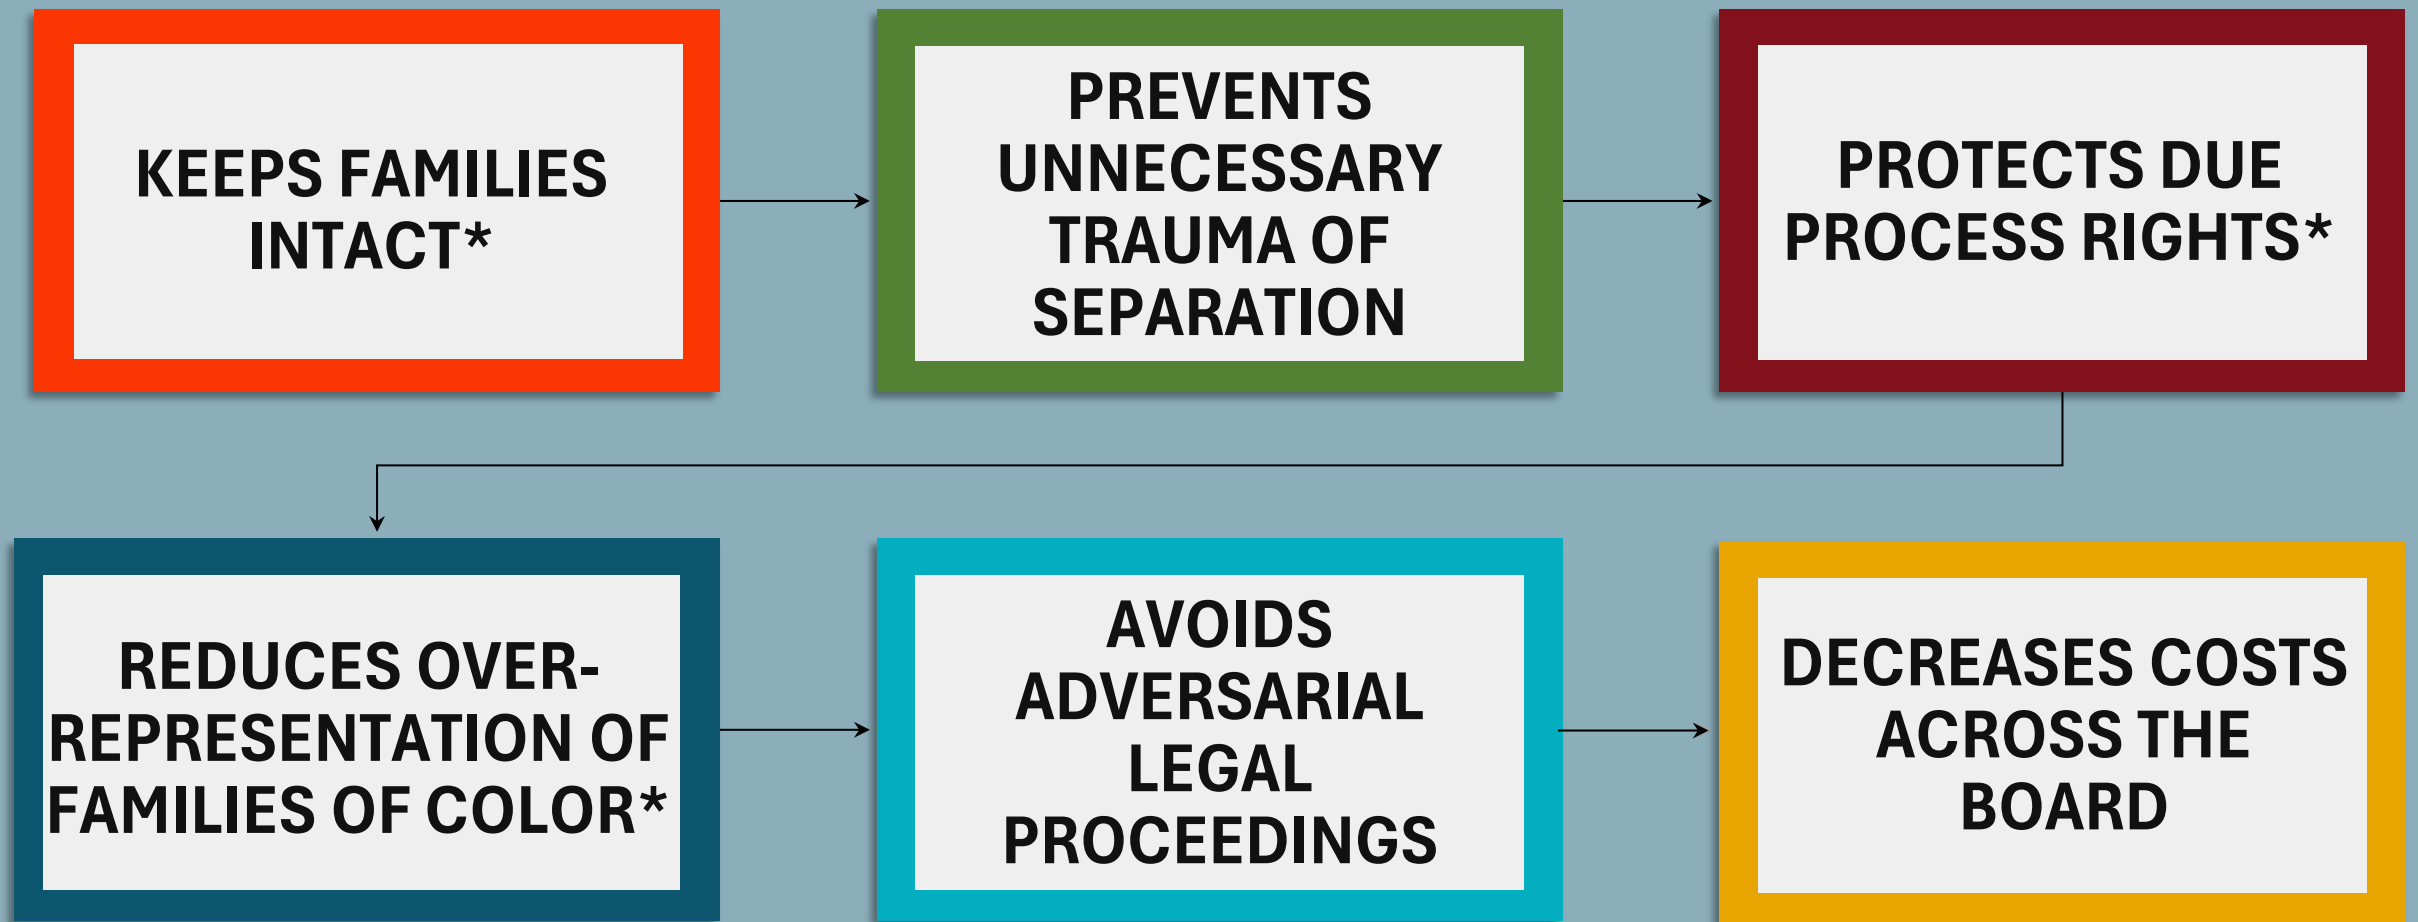 KEEPS FAMILIES
INTACT*
PREVENTS
UNNECESSARY
TRAUMA OF
SEPARATION
PROTECTS DUE
PROCESS RIGHTS*
REDUCES OVER-
REPRESENTATION OF
FAMILIES OF COLOR*
AVOIDS
ADVERSARIAL
LEGAL
PROCEEDINGS
DECREASES COSTS
ACROSS THE
BOARD